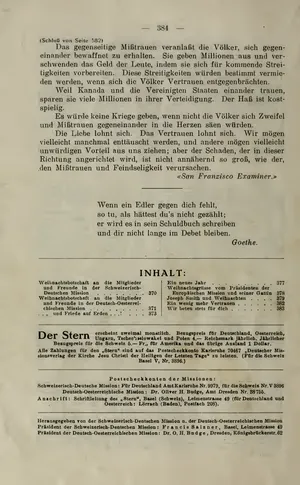 — 384 —
(Schluß von Seite 382)
Das gegenseitige Mißtrauen veranlaßt die Völker, sich gegen-
einander bewaffnet zu erhalten. Sie geben Millionen aus und ver-
schwenden das Geld der Leute, indem sie sich für kommende Strei-
tigkeiten vorbereiten. Diese Streitigkeiten würden bestimmt vermie-
den werden, wenn sich die Völker Vertrauen entgegenbrächten.
Weil Kanada und die Vereinigten Staaten einander trauen,
sparen sie viele Millionen in ihrer Verteidigung. Der Haß ist kost-
spielig.
Es würde keine Kriege geben, wenn nicht die Völker sich Zweifel
und Mißtrauen gegeneinander in die Herzen säen würden.
Die Liebe lohnt sich. Das Vertrauen lohnt sich. Wir mögen
vielleicht manchmal enttäuscht werden, und andere mögen vielleicht
unwürdigen Vorteil aus uns ziehen; aber der Schaden, der in dieser
Richtung angerichtet wird, ist nicht annähernd so groß, wie der,
den Mißtrauen und Feindseligkeit verursachen.
«San Franzisco Examiner.»
Wenn ein Edler gegen dich fehlt,
so tu, als hättest du's nicht gezählt;
er wird es in sein Schuldbuch schreiben
und dir nicht lange im Debet bleiben.
Goethe.
INHALT:
Weihnachtsbotschaft an die Mitglieder
und Freunde in der Schweizerisch-
Deutschen Mission 370
Weihnachtsbotschaft an die Mitglieder
und Freunde in der Deutsch-Oesterrei-
chischen Mission 371
. . und Friede auf Erden 373
Ein neues Jahr 377
Weihnachtsgrüsse vom Präsidenten der
Europäischen Mission und seiner Gattin 378
Joseph Smith und Weihnachten 379
Ein wenig mehr Vertrauen 382
Wir beten stets für dich 383
Der Stern erscheint zweimal monatlich. Bezugspreis für Deutschland, Oesterreich,
Ungarn, Tschechoslowakei und Polen 4.– Reichsmark jährlich. Jährlicher
Bezugspreis für die Schweiz 5.— Fr., für Amerika und das übrige Ausland 1 Dollar.
Alle Zahlungen für den „Stern“ sind auf das Postscheckkonto Karlsruhe 70467 „Deutscher Mis-
sionsverlag der Kirche Jesu Christi der Heiligen der Letzten Tage“ zu leisten. (Für die Schweiz
Basel V, Nr. 3896.)
Postscheckkonten der Missionen:
Schweizerisch-Deutsche Mission: Für Deutschland Amt Karlsruhe Nr. 9979, für die Schweiz Nr. V 3896
Deutsch-Oesterreichische Mission: Dr. Oliver H. Budge, Amt Dresden Nr.
Anschrift: Schriftleitung des „Stern“, Basel (Schweiz), Leimenstrasse 49 (für Deutschland und
Oesterreich: Lörrach (Baden), Postfach 208).
Herausgegeben von der Schweizerisch-Deutschen Mission u. der Deutsch-Oesterreichischen Mission
Präsident der Schweizerisch-Deutschen Mission: Francis Salzner, Basel, Leimenstrasse 49
Präsident der Deutsch-Oesterreichischen Mission: Dr. O. H. Budge, Dresden, Königsbrückerstr. 62